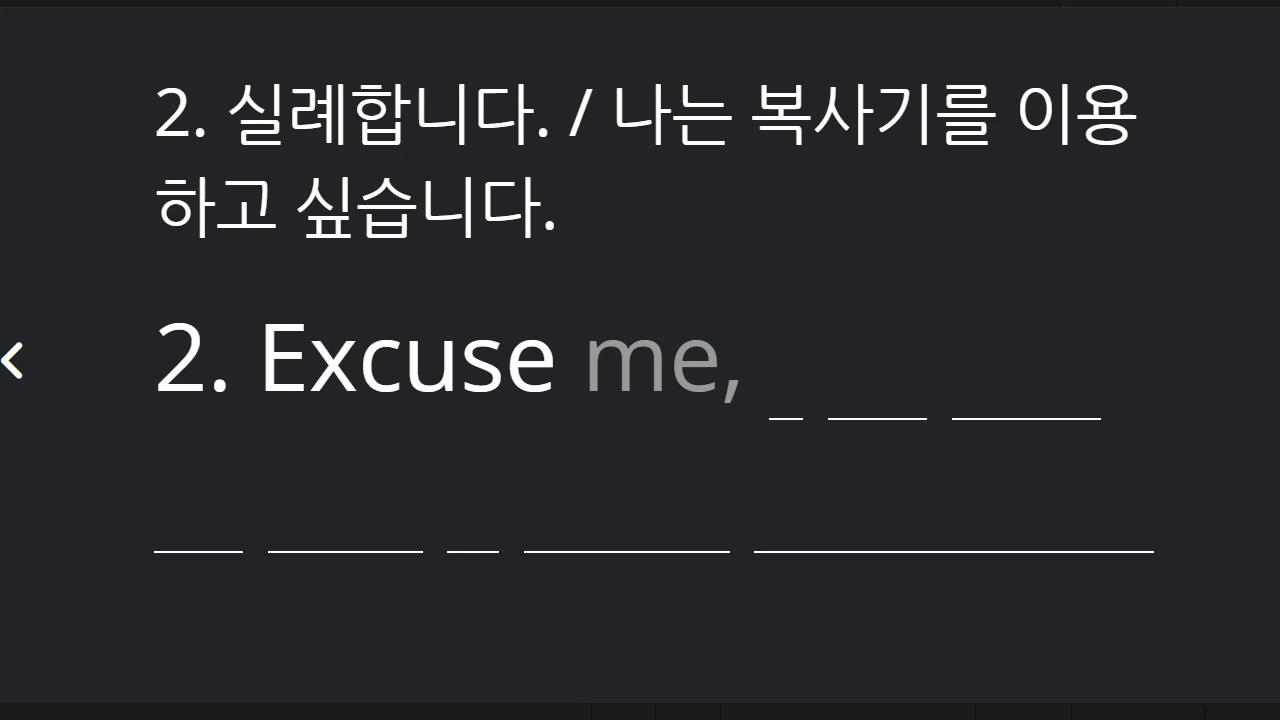 2. 실례합니다. / 나는 복사기를 이용
하고 싶습니다.
2. Excuse me,